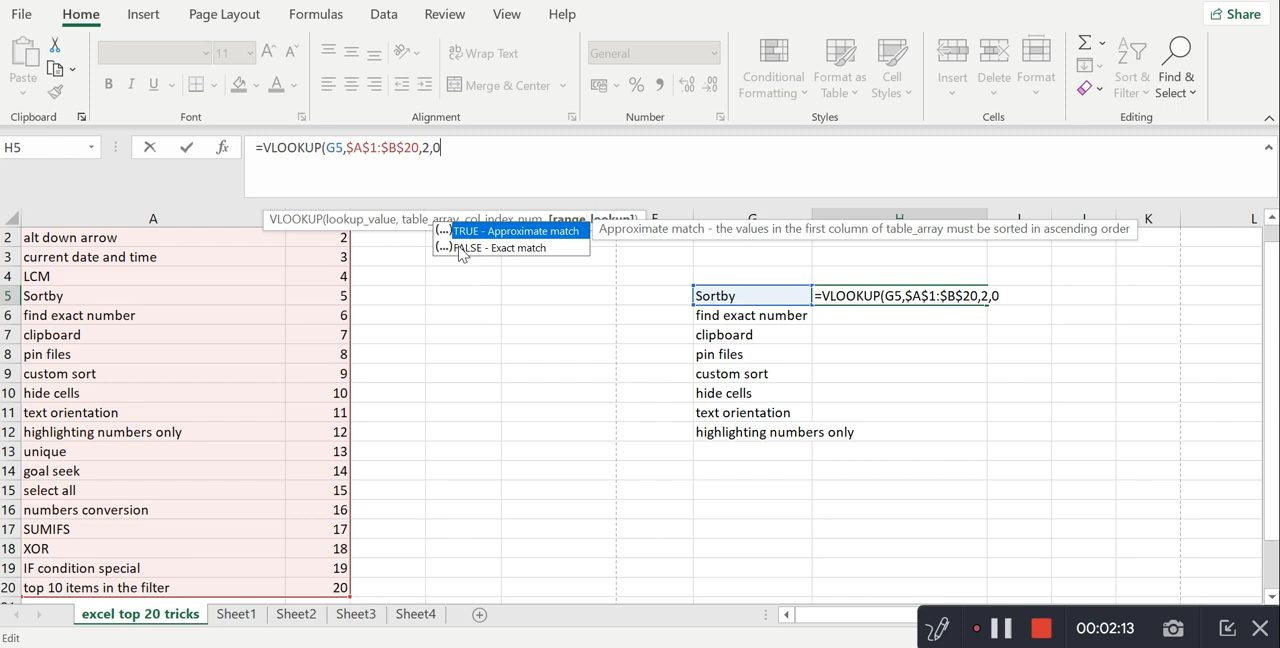 File Home Insert Page Layout Formulas Data Review View Help Share
Paste 11 B I U Wrap Text Merge & Center General % Conditional Formatting Format as Table Cell Styles Insert Delete Format Sort & Filter Find & Select
Clipboard Font Alignment Number Styles Cells Editing
H5 fx =VLOOKUP(G5,$A$1:$B$20,2,0
VLOOKUP(lookup_value, table_array, col_index_num, [range_lookup])
A G H K L
(...) TRUE - Approximate match Approximate match - the values in the first column of table_array must be sorted in ascending order
(...) FALSE - Exact match
2 alt down arrow 2
3 current date and time 3
4 LCM 4
5 Sortby 5 Sortby =VLOOKUP(G5,$A$1:$B$20,2,0
6 find exact number 6 find exact number
7 clipboard 7 clipboard
8 pin files 8 pin files
9 custom sort 9 custom sort
10 hide cells 10 hide cells
11 text orientation 11 text orientation
12 highlighting numbers only 12 highlighting numbers only
13 unique 13
14 goal seek 14
15 select all 15
16 numbers conversion 16
17 SUMIFS 17
18 XOR 18
19 IF condition special 19
20 top 10 items in the filter 20
excel top 20 tricks Sheet1 Sheet2 Sheet3 Sheet4
Edit
00:02:13